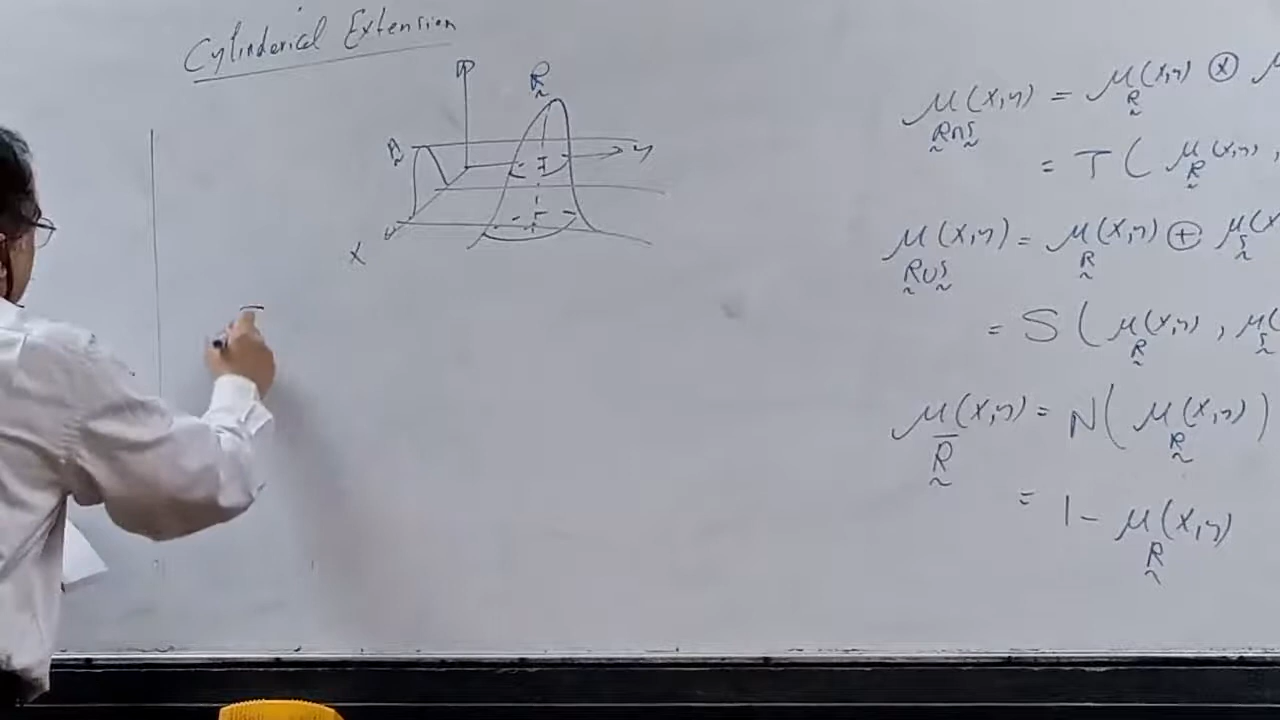 Cylinderical Extension
R
A
y
X
μ(x,y) = μ(x,y) ⊗ μ
R∩S R
= T ( μ(x,y) ,
R
μ(x,y) = μ(x,y) ⊕ μ(x
R∪S R S
= S ( μ(x,y) , μ(
R S
μ(x,y) = N( μ(x,y) )
R̅ R
= 1 - μ(x,y)
R